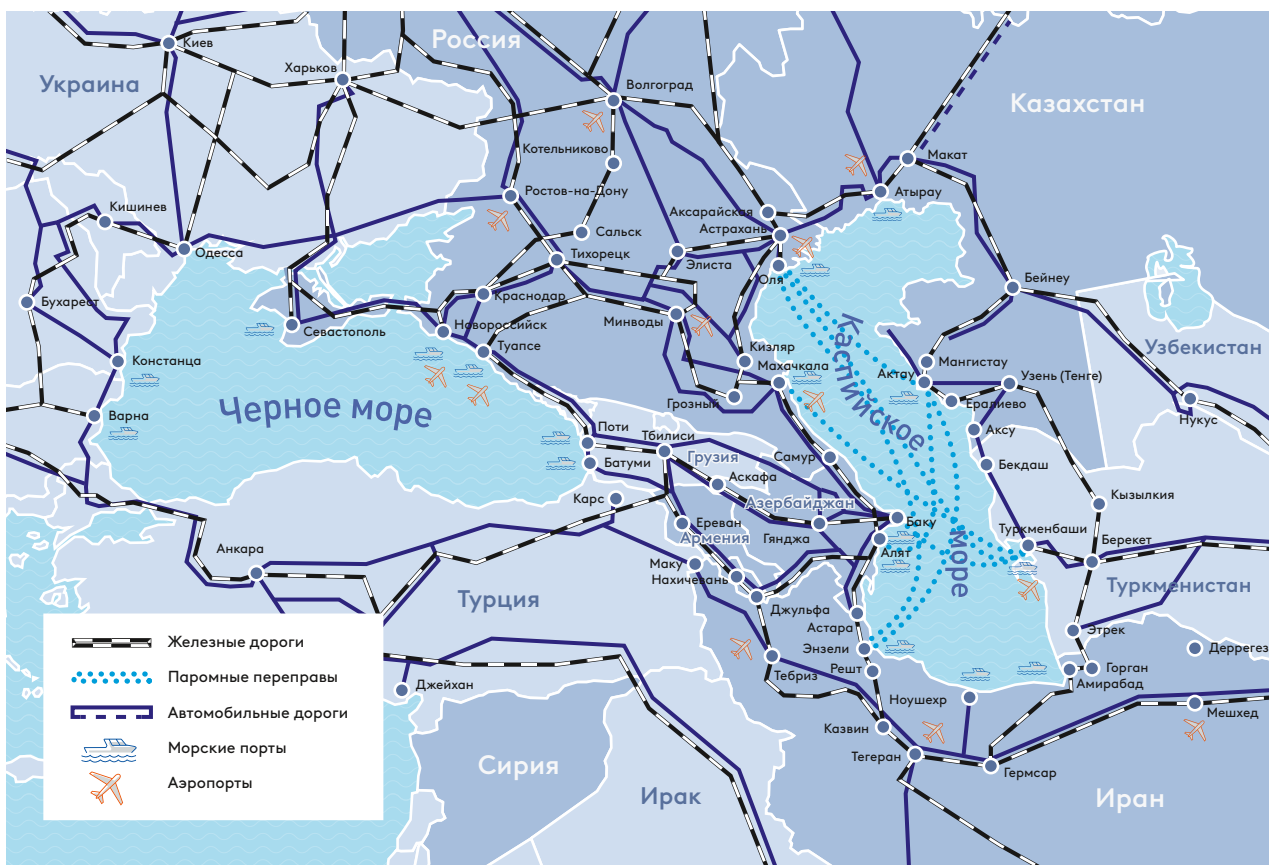 Киев
Россия
Харьков
Украина
Волгоград
Казахстан
Котельниково
Макат
Ростов-на-Дону
Атырау
Кишинев
Аксарайская
Астрахань
Сальск
Одесса
Тихорецк
Элиста
Оля
Бейнеу
Бухарест
Краснодар
Севастополь
Новороссийск
Минводы
Туапсе
Кизляр
Узбекистан
Констанца
Махачкала
Мангистау
Актау
Узень (Тенге)
Каспийское
море
Грозный
Ералиево
Черное море
Варна
Нукус
Поти
Тбилиси
Аксу
Грузия
Самур
Батуми
Аскафа
Бекдаш
Карс
Азербайджан
Кызылкия
Ереван
Баку
Армения
Гянджа
Туркменбаши
Анкара
Алят
Берекет
Маку
Нахичевань
Туркменистан
Турция
Джульфа
Астара
Этрек
Железные дороги
Энзели
Деррегез
Тебриз
Решт
Горган
Паромные переправы
Амирабад
Джейхан
Ноушехр
Автомобильные дороги
Мешхед
Казвин
Морские порты
Тегеран
Сирия
Гермсар
Аэропорты
Ирак
Иран